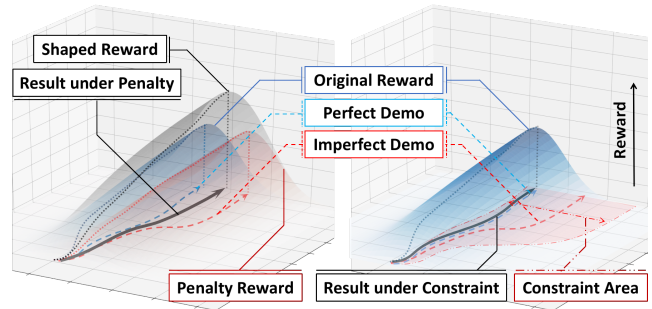 Shaped Reward
Result under Penalty
Original Reward
Perfect Demo
Imperfect Demo
Reward
Penalty Reward
Result under Constraint
Constraint Area